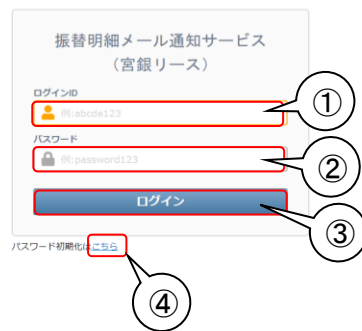 振替明細メール通知サービス
（宮銀リース）
ログインID
例:abcde123
①
パスワード
例:password123
②
ログイン
③
パスワード初期化はこちら
④